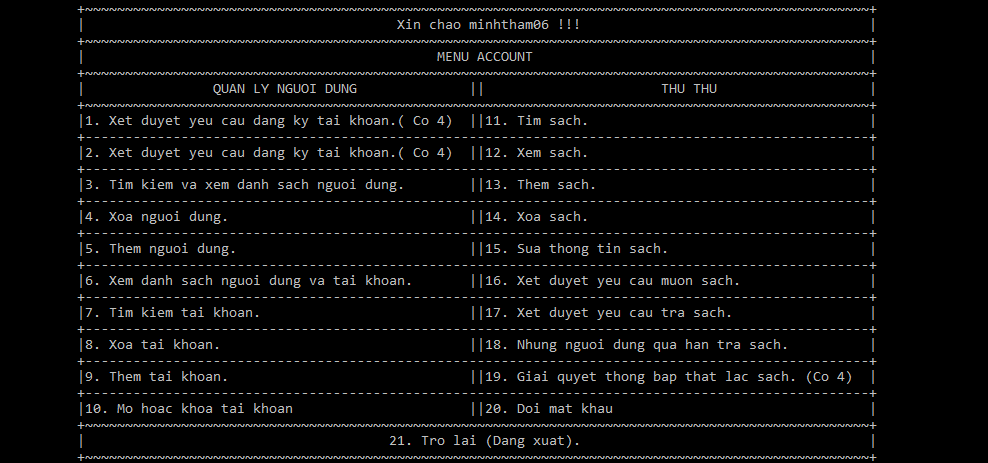 Xin chao minhtham06 !!!
MENU ACCOUNT
QUAN LY NGUOI DUNG || THU THU
1. Xet duyet yeu cau dang ky tai khoan.( Co 4) ||11. Tim sach.
2. Xet duyet yeu cau dang ky tai khoan.( Co 4) ||12. Xem sach.
3. Tim kiem va xem danh sach nguoi dung. ||13. Them sach.
4. Xoa nguoi dung. ||14. Xoa sach.
5. Them nguoi dung. ||15. Sua thong tin sach.
6. Xem danh sach nguoi dung va tai khoan. ||16. Xet duyet yeu cau muon sach.
7. Tim kiem tai khoan. ||17. Xet duyet yeu cau tra sach.
8. Xoa tai khoan. ||18. Nhung nguoi dung qua han tra sach.
9. Them tai khoan. ||19. Giai quyet thong bap that lac sach. (Co 4)
10. Mo hoac khoa tai khoan ||20. Doi mat khau
21. Tro lai (Dang xuat).